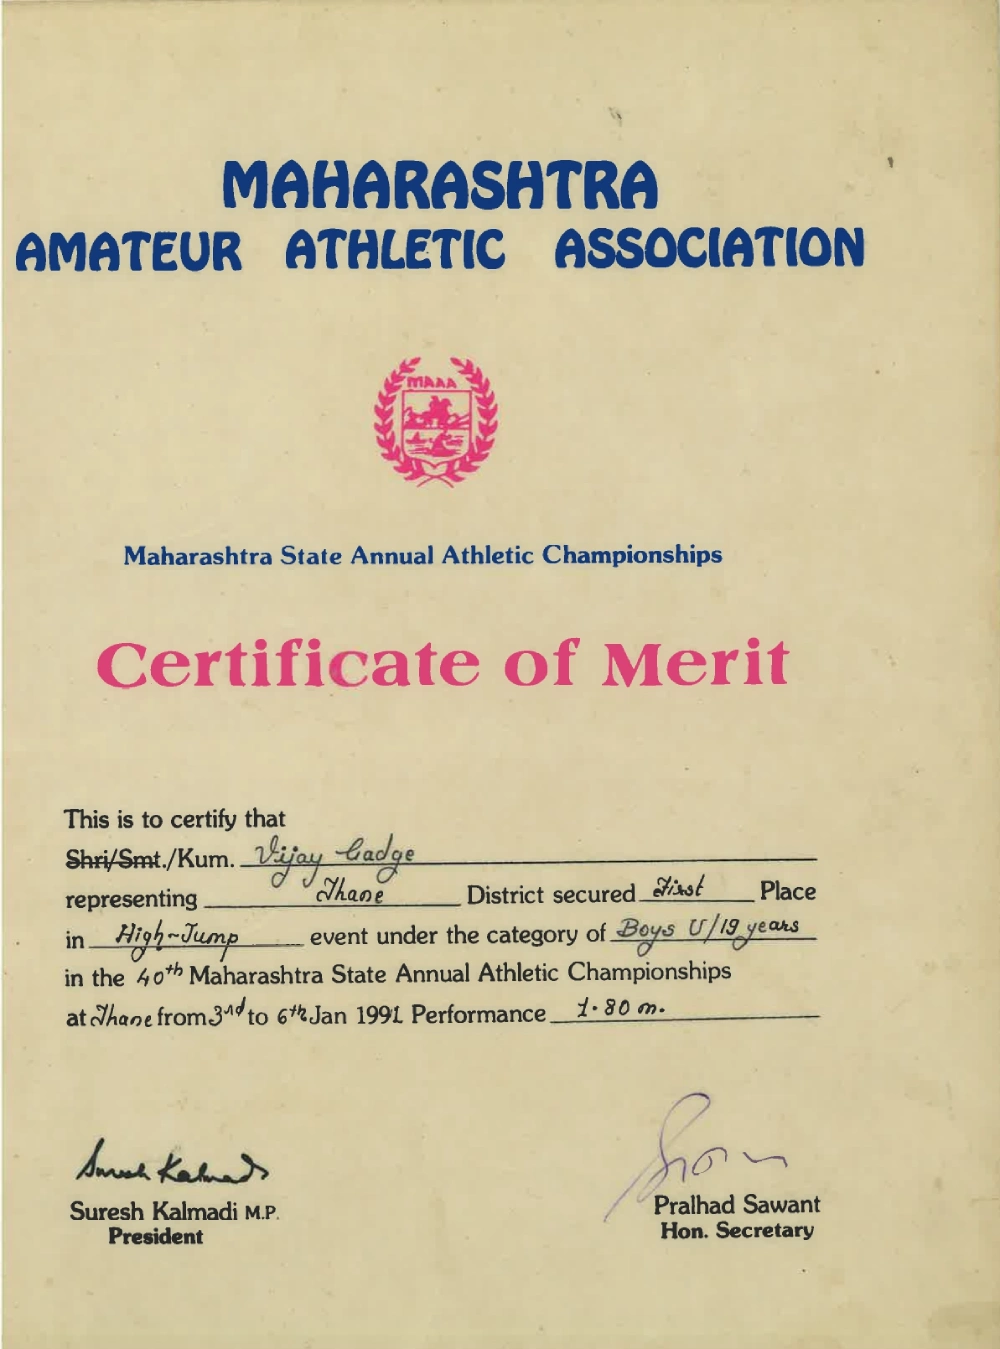 MAHARASHTRA
AMATEUR ATHLETIC ASSOCIATION
MAAA
Maharashtra State Annual Athletic Championships
Certificate of Merit
This is to certify that
Shri/Smt./Kum. Vijay Gadge
representing Thane District secured First Place
in High-Jump event under the category of Boys U/19 years
in the 40th Maharashtra State Annual Athletic Championships
at Thane from 3rd to 6th Jan 1991 Performance 1.80 m.
Suresh Kalmadi
Suresh Kalmadi M.P.
President
Pralhad Sawant
Hon. Secretary